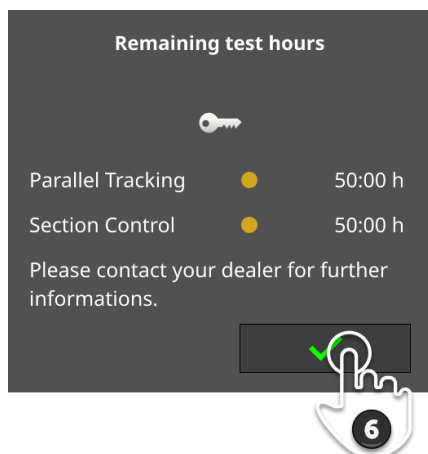 Remaining test hours
Parallel Tracking 50:00 h
Section Control 50:00 h
Please contact your dealer for further
informations.
6